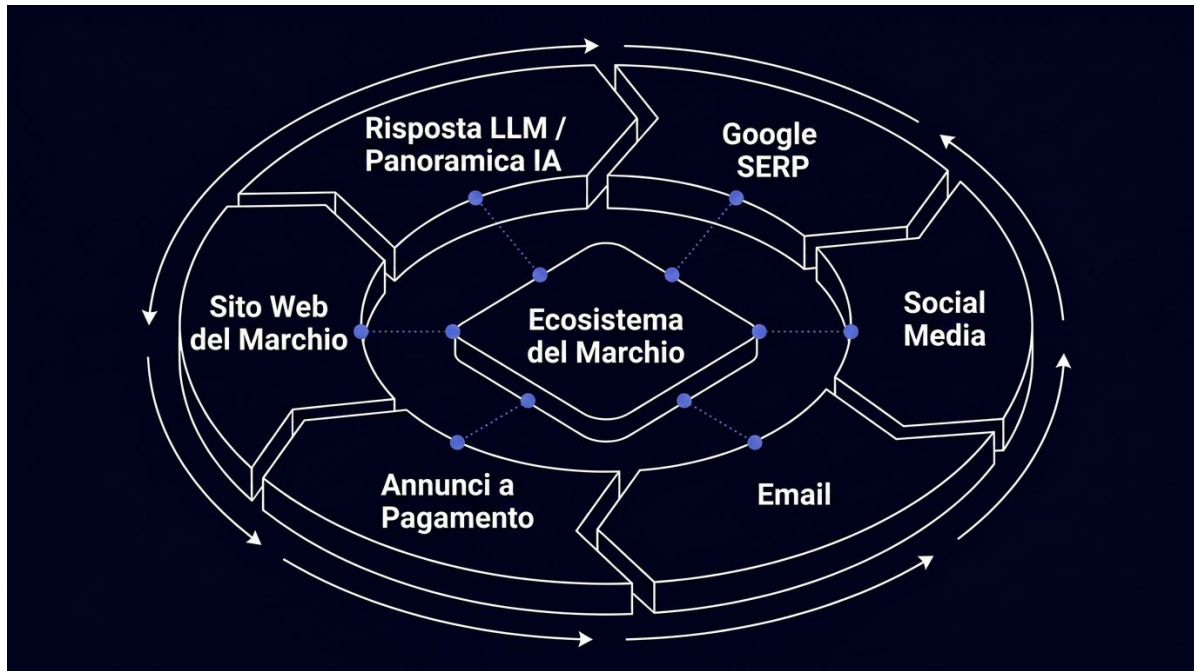 Risposta LLM /
Panoramica IA
Google
SERP
Sito Web
del Marchio
Ecosistema
del Marchio
Social
Media
Annunci a
Pagamento
Email